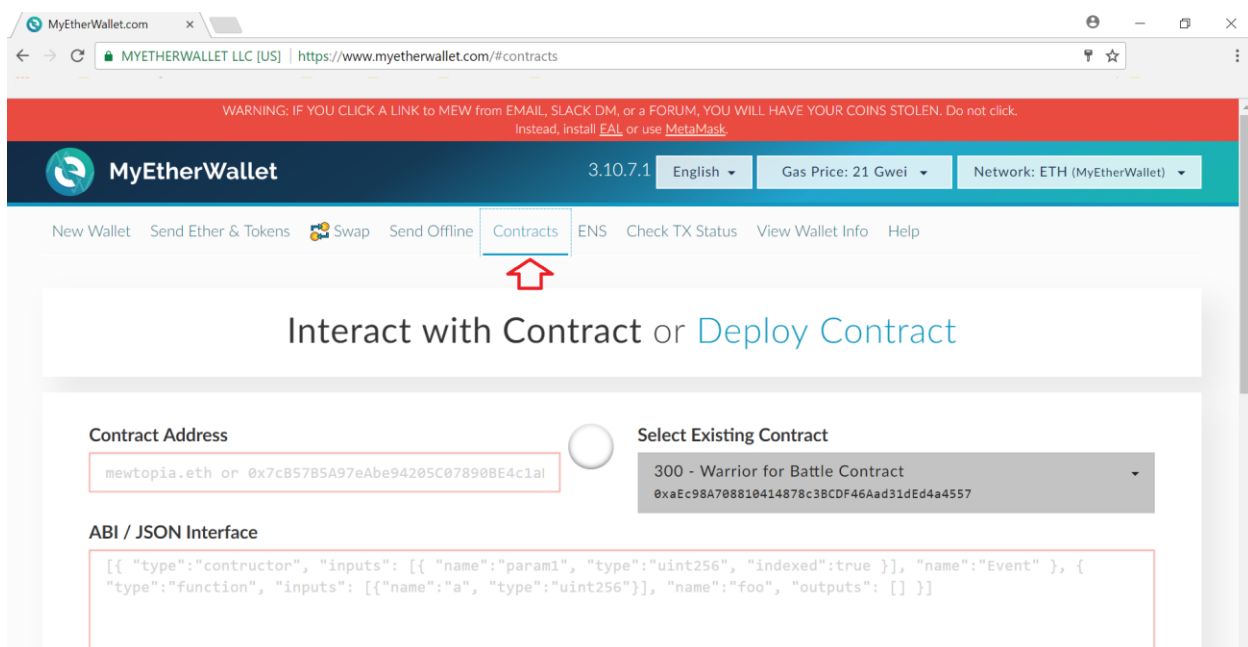 MyEtherWallet.com
MYETHERWALLET LLC [US] | https://www.myetherwallet.com/#contracts
WARNING: IF YOU CLICK A LINK to MEW from EMAIL, SLACK DM, or a FORUM, YOU WILL HAVE YOUR COINS STOLEN. Do not click.
Instead, install EAL or use MetaMask.
MyEtherWallet 3.10.7.1 English Gas Price: 21 Gwei Network: ETH (MyEtherWallet)
New Wallet Send Ether & Tokens Swap Send Offline Contracts ENS Check TX Status View Wallet Info Help
Interact with Contract or Deploy Contract
Contract Address
mewtopia.eth or 0x7cB57B5A97eAbe94205C07890BE4c1a
Select Existing Contract
300 - Warrior for Battle Contract
0xaEc98A708810414878c3BCDF46Aad31dEd4a4557
ABI / JSON Interface
[{ "type":"contructor", "inputs": [{ "name":"param1", "type":"uint256", "indexed":true }], "name":"Event" }, {
"type":"function", "inputs": [{"name":"a", "type":"uint256"}], "name":"foo", "outputs": [] }]